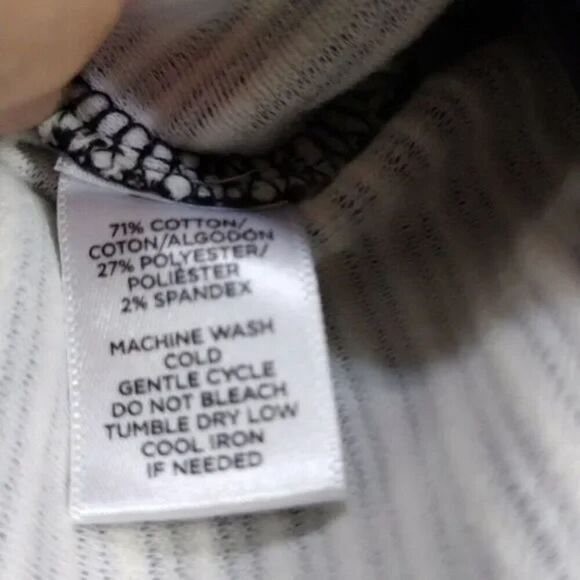 71% COTTON/
COTON/ALGODÓN
27% POLYESTER/
POLIÉSTER
2% SPANDEX
MACHINE WASH
COLD
GENTLE CYCLE
DO NOT BLEACH
TUMBLE DRY LOW
COOL IRON
IF NEEDED